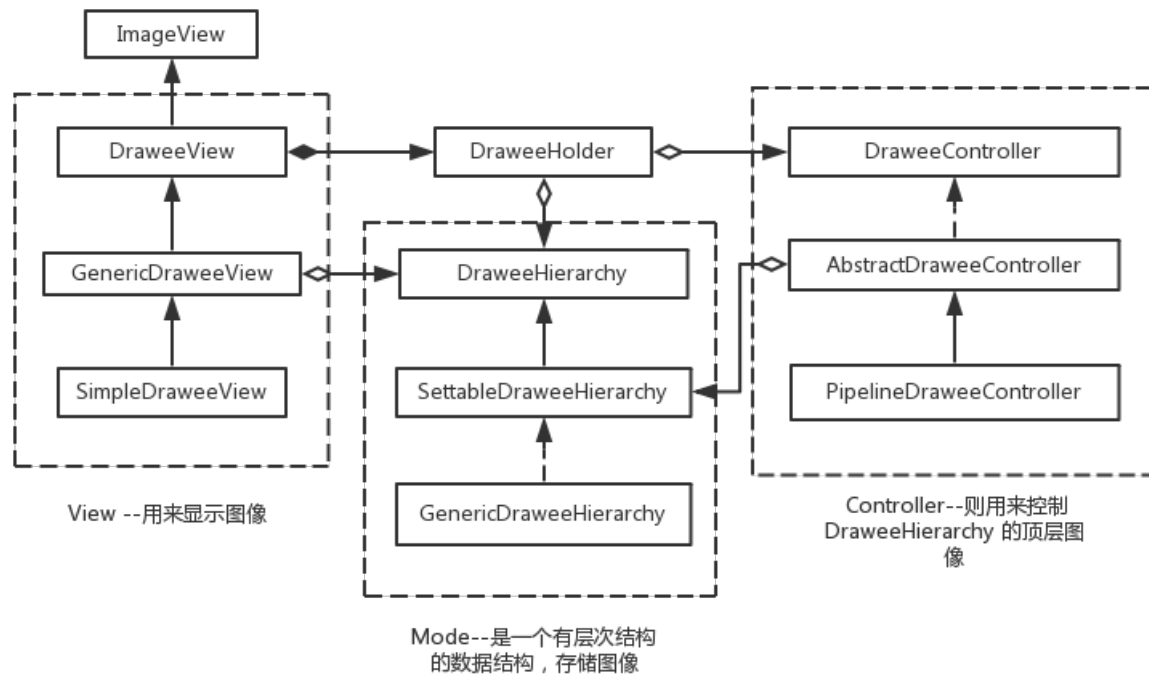 ImageView
DraweeView
DraweeHolder
DraweeController
GenericDraweeView
DraweeHierarchy
AbstractDraweeController
SimpleDraweeView
SettableDraweeHierarchy
PipelineDraweeController
GenericDraweeHierarchy
View --用来显示图像
Controller--则用来控制
DraweeHierarchy 的顶层图
像
Mode--是一个有层次结构
的数据结构，存储图像